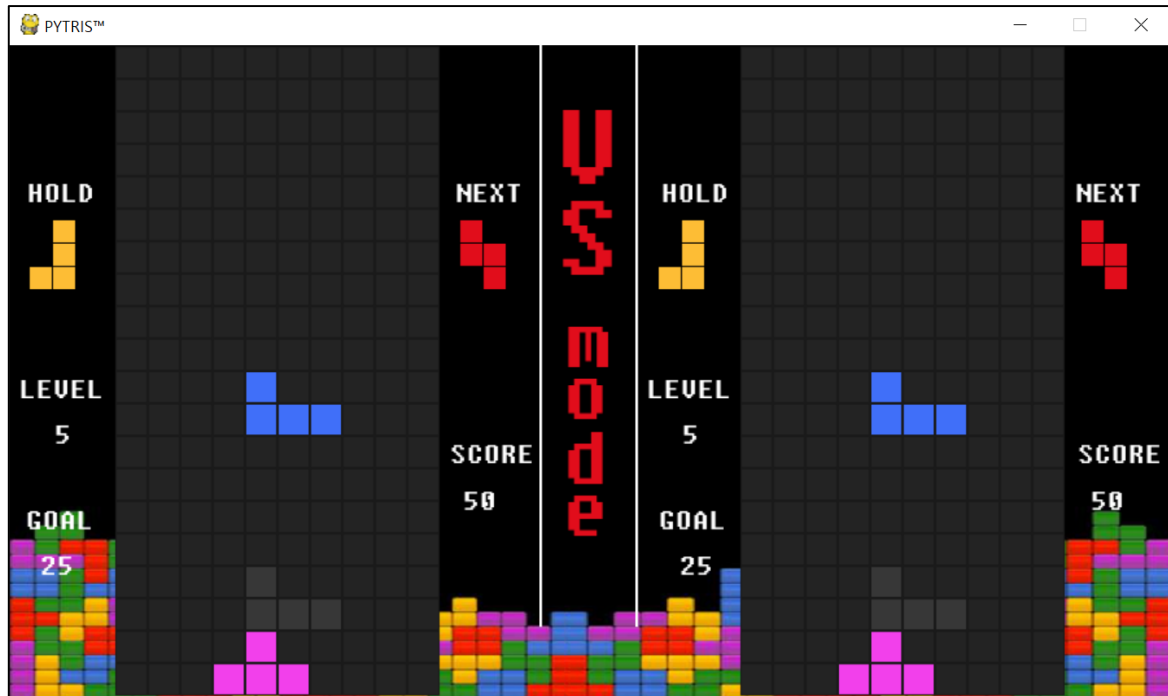 PYTRIS™
HOLD
NEXT
LEVEL
5
SCORE
50
GOAL
25
VS mode
HOLD
NEXT
LEVEL
5
SCORE
50
GOAL
25